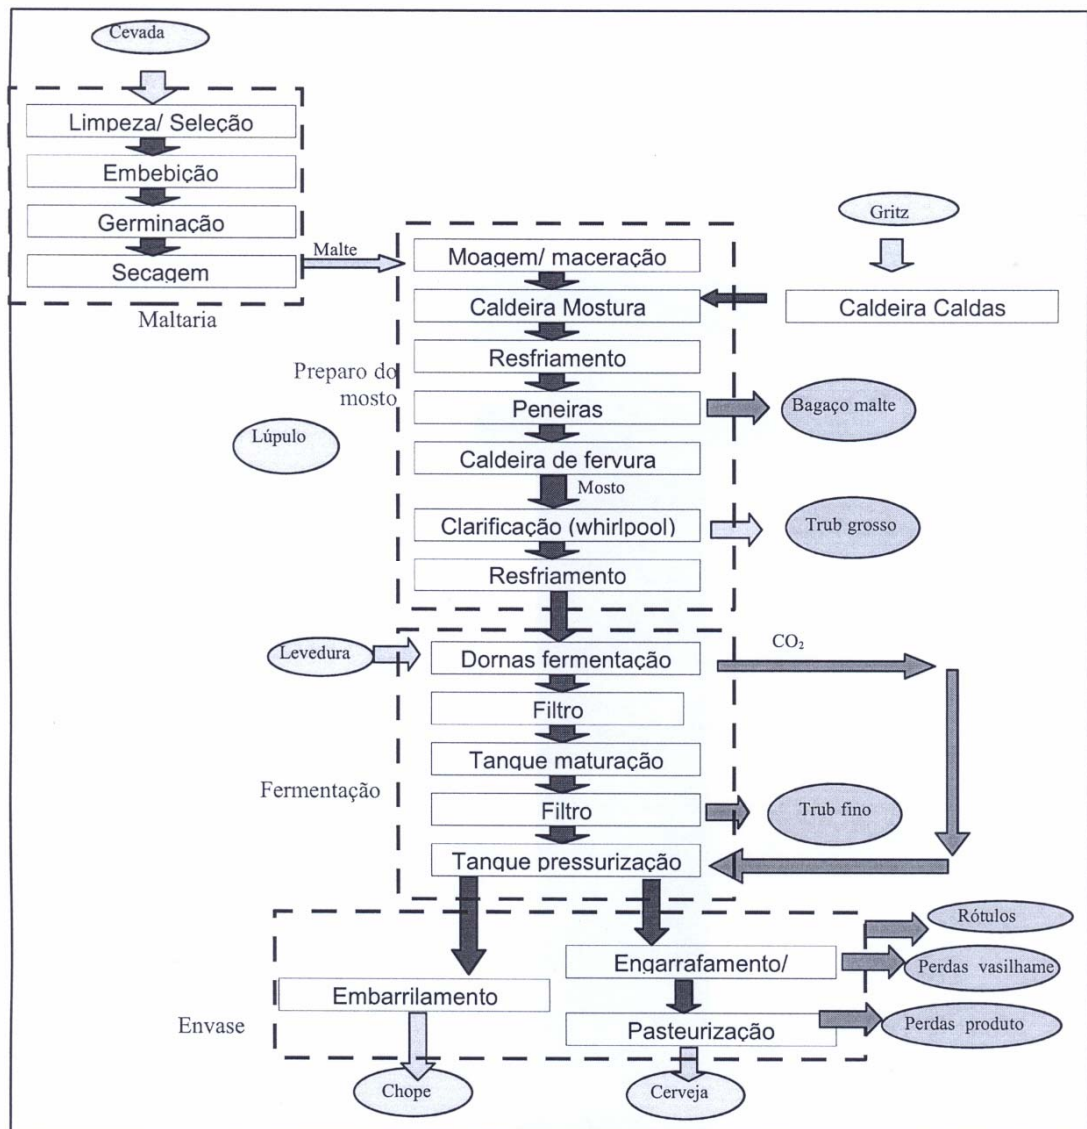 Cevada
Limpeza/ Seleção
Embebição
Germinação
Secagem
Maltaria
Malte
Gritz
Moagem/ maceração
Caldeira Mostura
Caldeira Caldas
Resfriamento
Preparo do
mosto
Peneiras
Bagaço malte
Lúpulo
Caldeira de fervura
Mosto
Clarificação (whirlpool)
Trub grosso
Resfriamento
Levedura
Dornas fermentação
CO₂
Filtro
Tanque maturação
Fermentação
Filtro
Trub fino
Tanque pressurização
Rótulos
Engarrafamento/
Perdas vasilhame
Embarrilamento
Envase
Pasteurização
Perdas produto
Chope
Cerveja